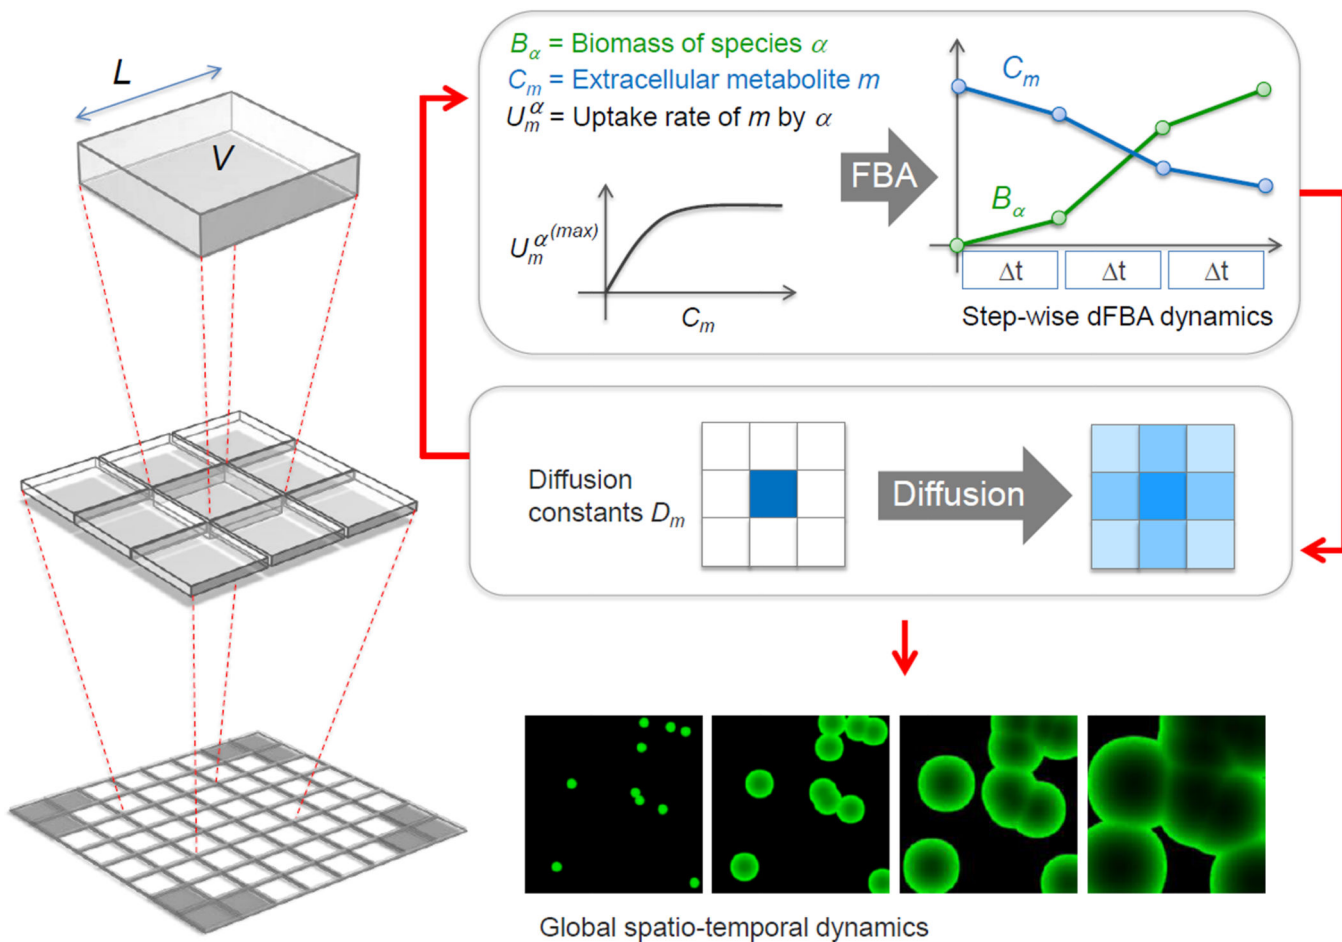 L
V
B_α = Biomass of species α
C_m = Extracellular metabolite m
U_m^α = Uptake rate of m by α
U_m^α(max)
C_m
FBA
C_m
B_α
Δt Δt Δt
Step-wise dFBA dynamics
Diffusion
constants D_m
Diffusion
Global spatio-temporal dynamics